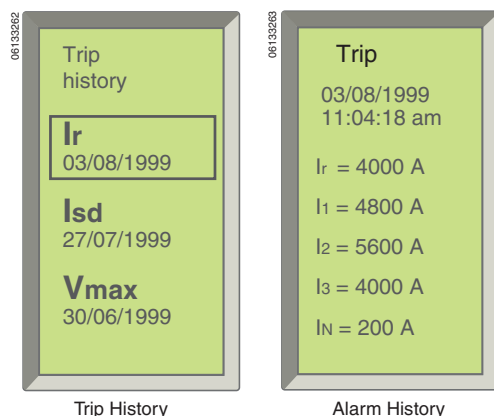 06133262
Trip
history
Ir
03/08/1999
Isd
27/07/1999
Vmax
30/06/1999
Trip History
06133263
Trip
03/08/1999
11:04:18 am
Ir = 4000 A
I1 = 4800 A
I2 = 5600 A
I3 = 4000 A
IN = 200 A
Alarm History